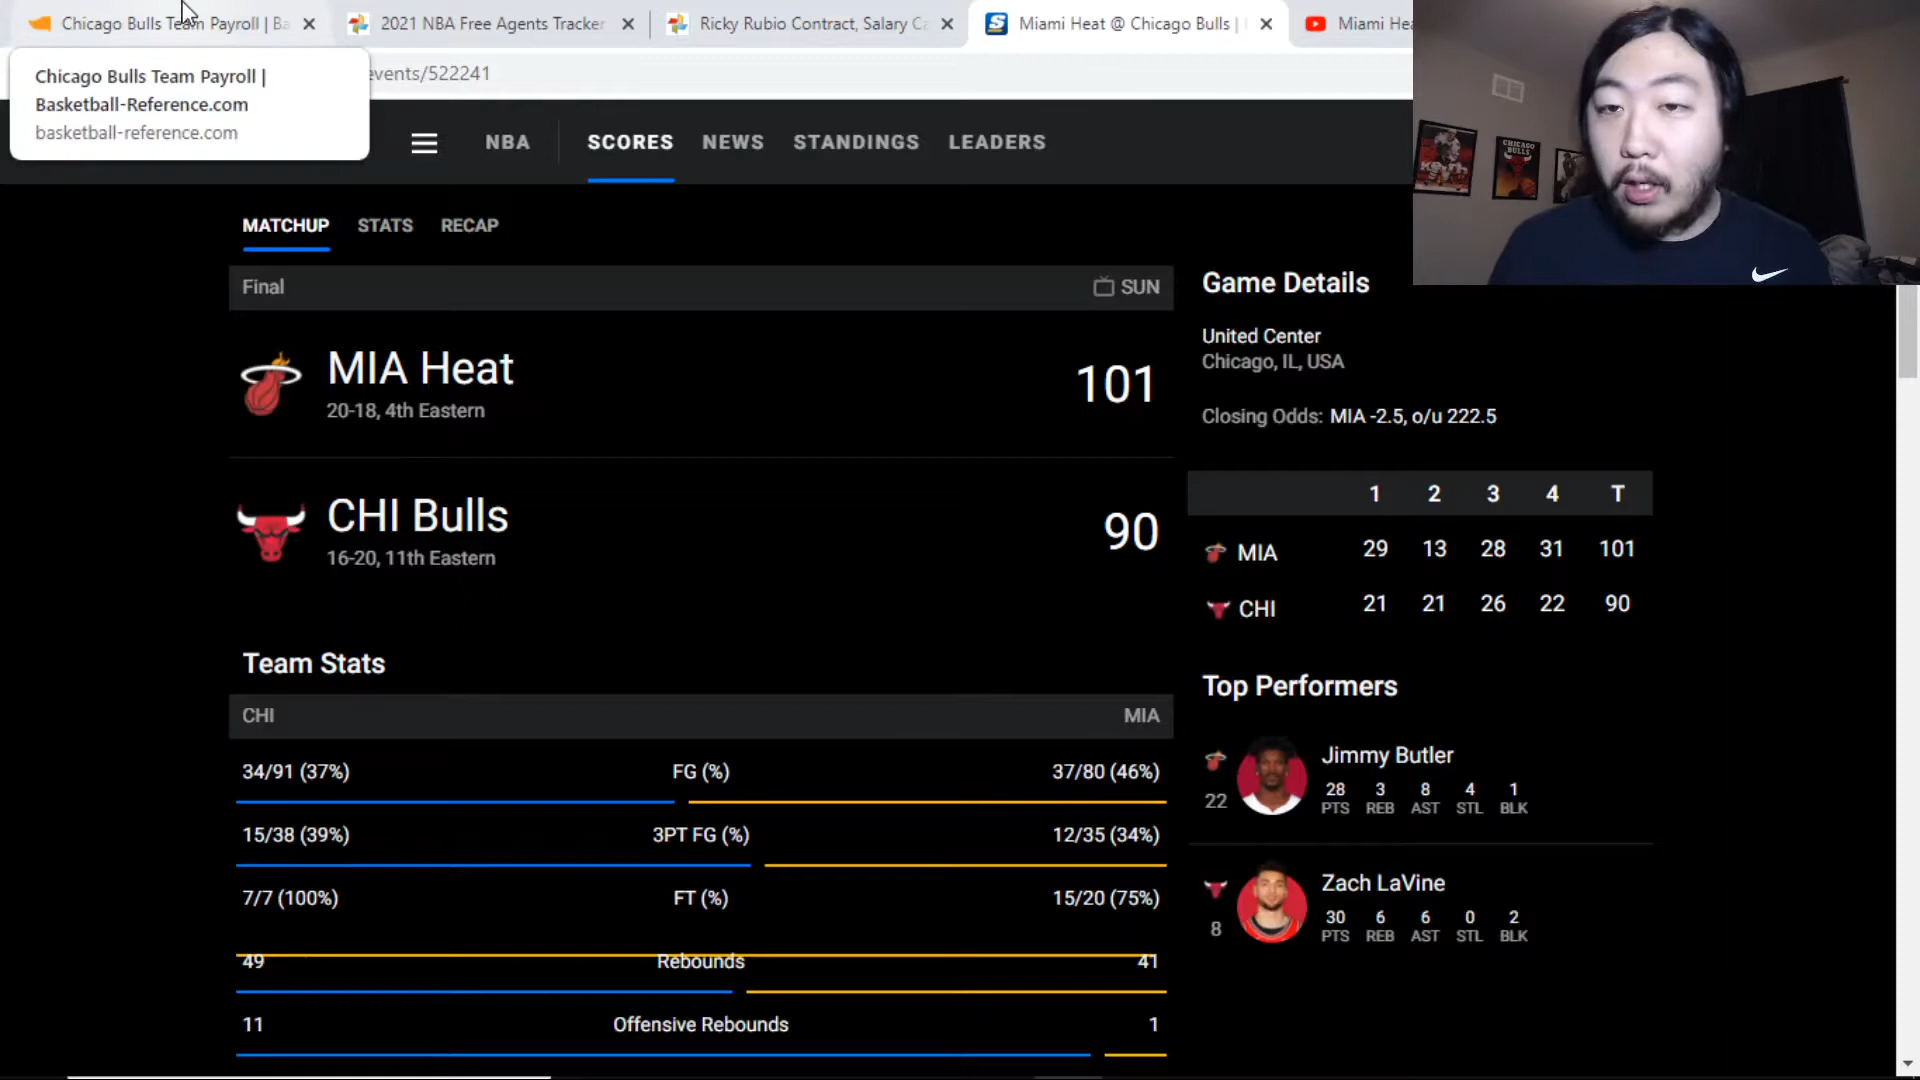 Chicago Bulls Team Payroll | Ba
2021 NBA Free Agents Tracker
Ricky Rubio Contract, Salary Ca
Miami Heat @ Chicago Bulls |
Miami Hea
Chicago Bulls Team Payroll |
Basketball-Reference.com
basketball-reference.com
events/522241
NBA
SCORES
NEWS
STANDINGS
LEADERS
CHICAGO
BULLS
MATCHUP
STATS
RECAP
Final
SUN
MIA Heat
20-18, 4th Eastern
101
CHI Bulls
16-20, 11th Eastern
90
Game Details
United Center
Chicago, IL, USA
Closing Odds: MIA -2.5, o/u 222.5
1 2 3 4 T
MIA 29 13 28 31 101
CHI 21 21 26 22 90
Team Stats
CHI MIA
34/91 (37%) FG (%) 37/80 (46%)
15/38 (39%) 3PT FG (%) 12/35 (34%)
7/7 (100%) FT (%) 15/20 (75%)
49 Rebounds 41
11 Offensive Rebounds 1
Top Performers
22
Jimmy Butler
28 3 8 4 1
PTS REB AST STL BLK
8
Zach LaVine
30 6 6 0 2
PTS REB AST STL BLK